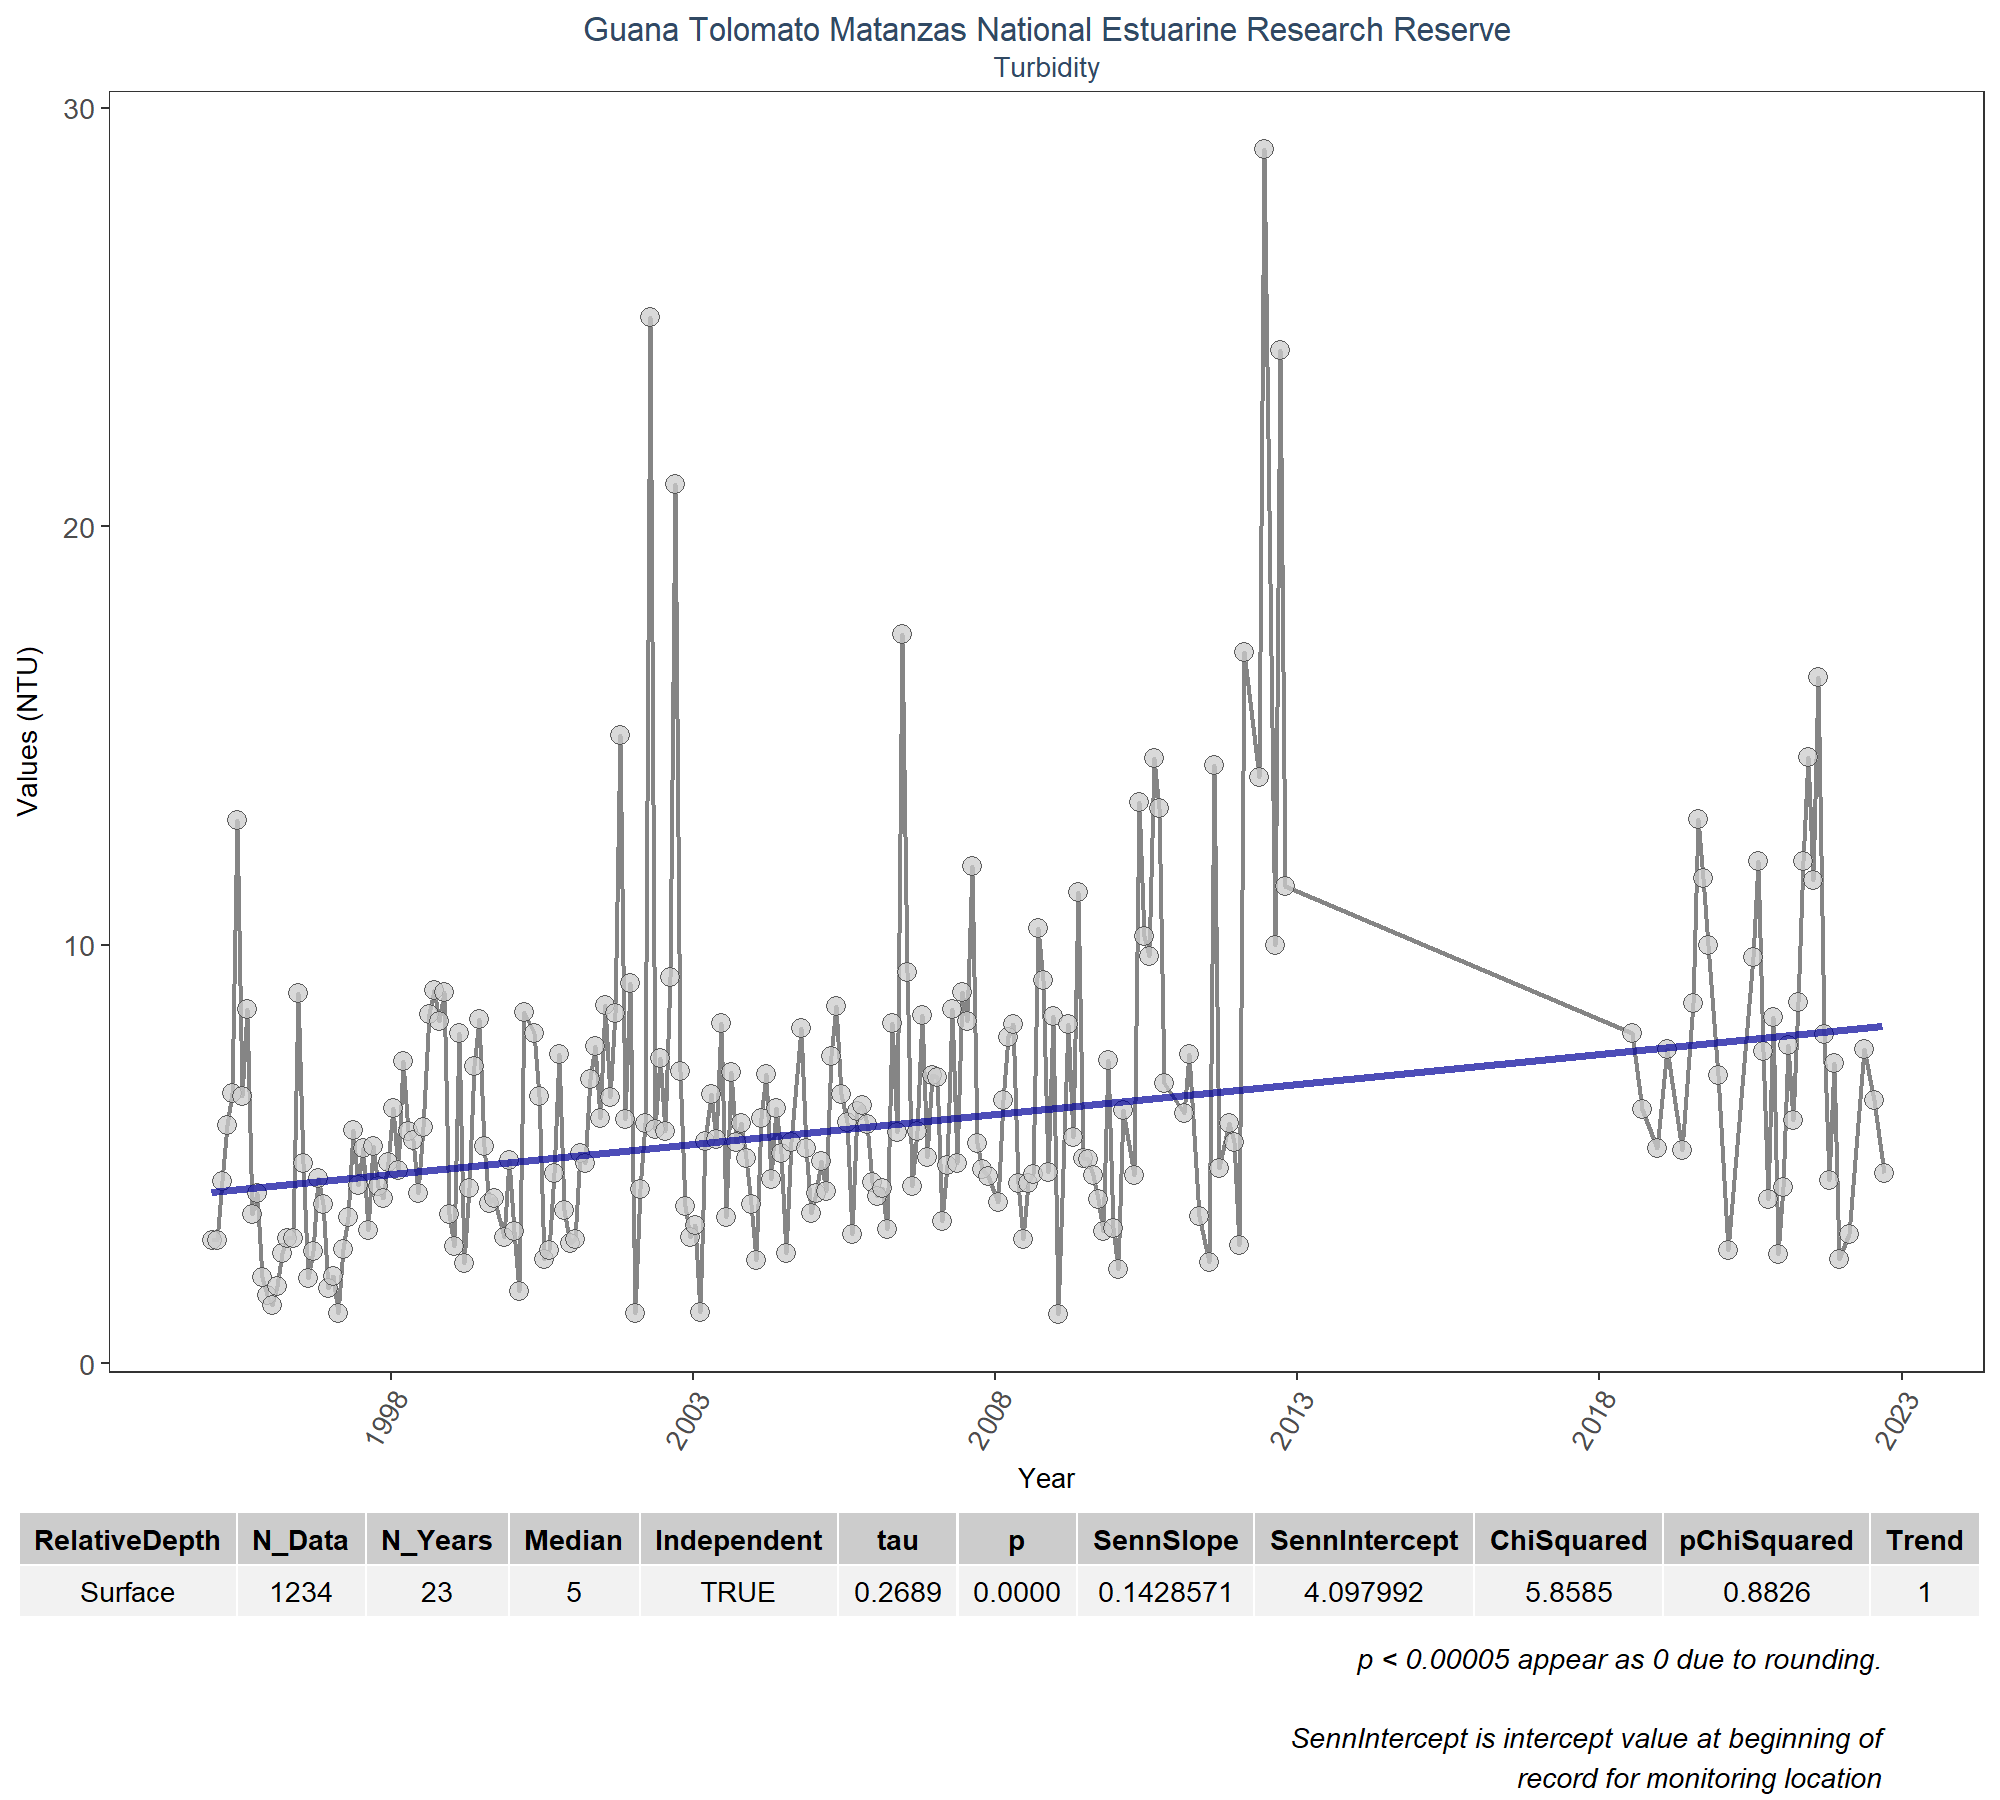 Guana Tolomato Matanzas National Estuarine Research Reserve
Turbidity
30
20
10
0
Values (NTU)
1998
2003
2008
2013
2018
2023
Year
RelativeDepth N_Data N_Years Median Independent tau p SennSlope SennIntercept ChiSquared pChiSquared Trend
Surface 1234 23 5 TRUE 0.2689 0.0000 0.1428571 4.097992 5.8585 0.8826 1
p < 0.00005 appear as 0 due to rounding.
SennIntercept is intercept value at beginning of
record for monitoring location